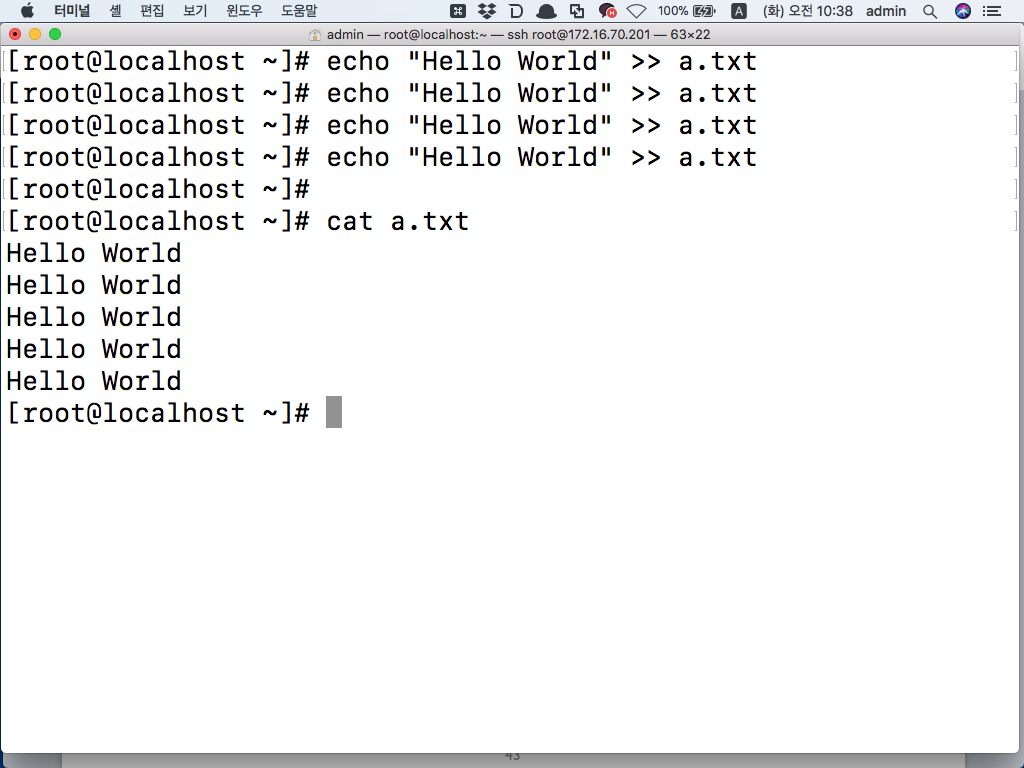 터미널 셸 편집 보기 윈도우 도움말 100% A (화) 오전 10:38 admin
admin — root@localhost:~ — ssh root@172.16.70.201 — 63×22
[root@localhost ~]# echo "Hello World" >> a.txt
[root@localhost ~]# echo "Hello World" >> a.txt
[root@localhost ~]# echo "Hello World" >> a.txt
[root@localhost ~]# echo "Hello World" >> a.txt
[root@localhost ~]#
[root@localhost ~]# cat a.txt
Hello World
Hello World
Hello World
Hello World
Hello World
[root@localhost ~]#
43